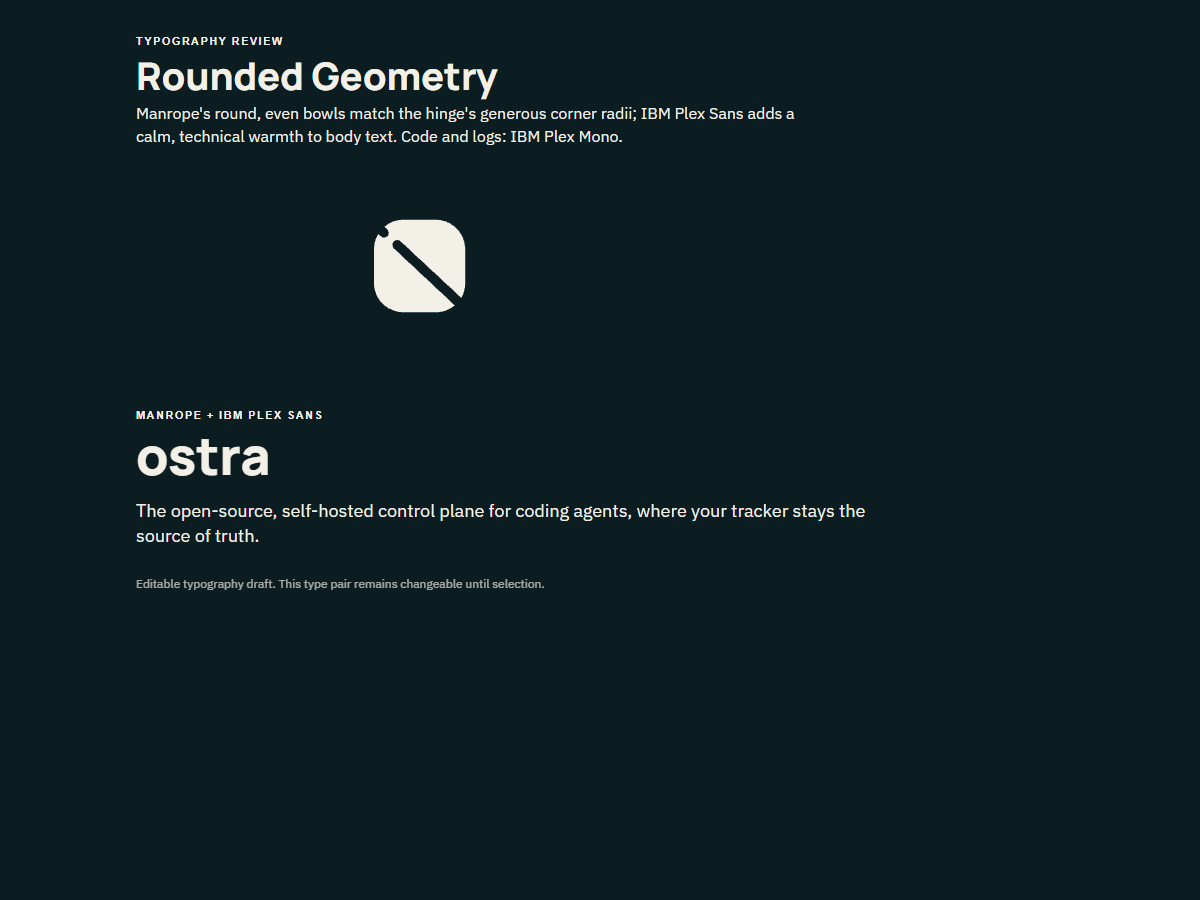 TYPOGRAPHY REVIEW
Rounded Geometry
Manrope's round, even bowls match the hinge's generous corner radii; IBM Plex Sans adds a
calm, technical warmth to body text. Code and logs: IBM Plex Mono.
MANROPE + IBM PLEX SANS
ostra
The open-source, self-hosted control plane for coding agents, where your tracker stays the
source of truth.
Editable typography draft. This type pair remains changeable until selection.